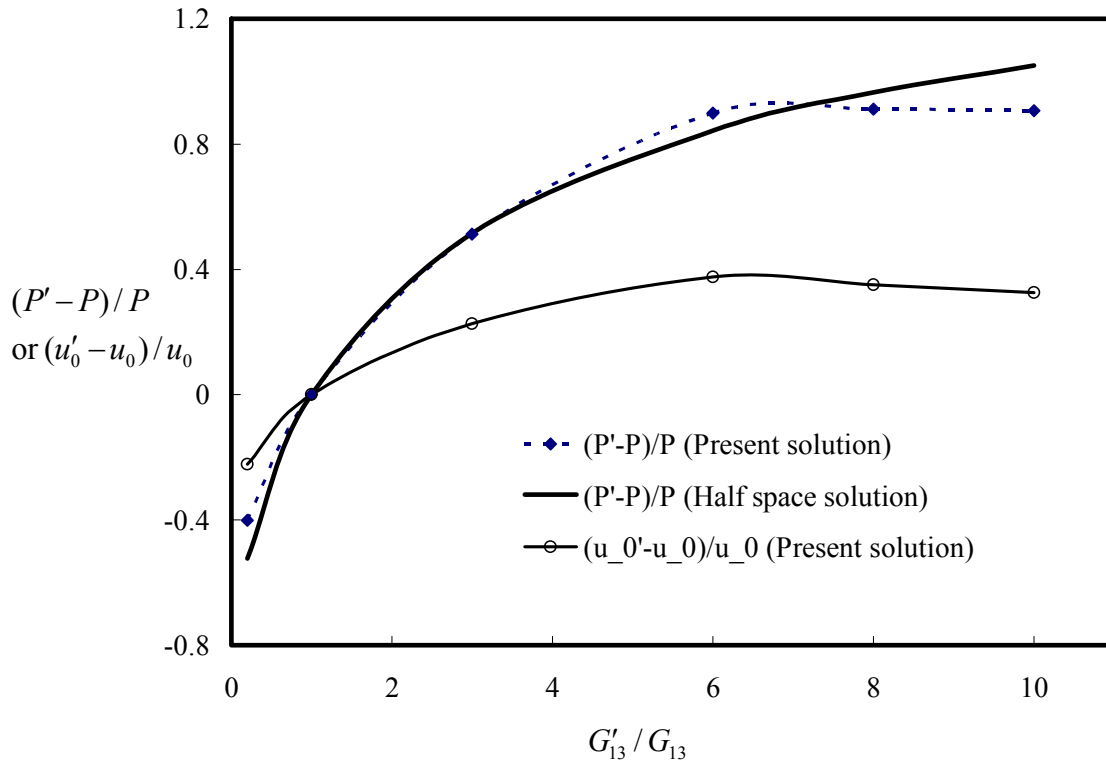 1.2
0.8
0.4
(P′ − P) / P
or (u′₀ − u₀) / u₀
0
-0.4
-0.8
(P'-P)/P (Present solution)
(P'-P)/P (Half space solution)
(u_0'-u_0)/u_0 (Present solution)
0 2 4 6 8 10
G′₁₃ / G₁₃